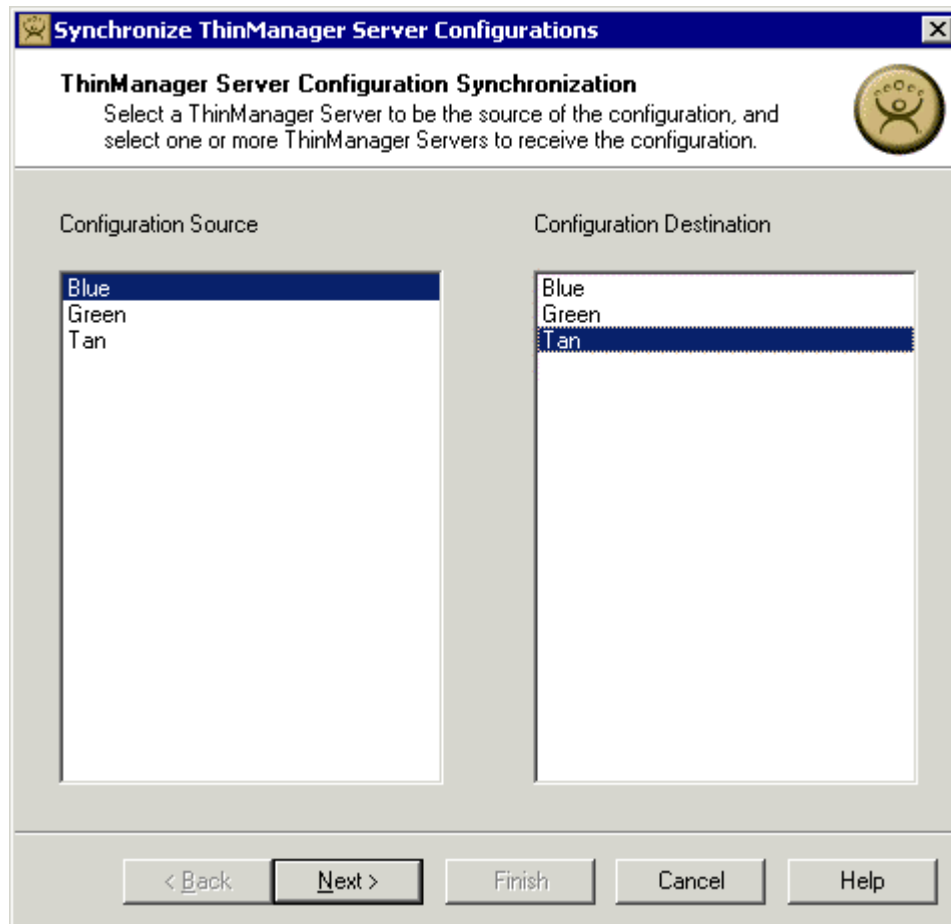 Synchronize ThinManager Server Configurations
ThinManager Server Configuration Synchronization
Select a ThinManager Server to be the source of the configuration, and
select one or more ThinManager Servers to receive the configuration.
Configuration Source
Blue
Green
Tan
Configuration Destination
Blue
Green
Tan
< Back
Next >
Finish
Cancel
Help